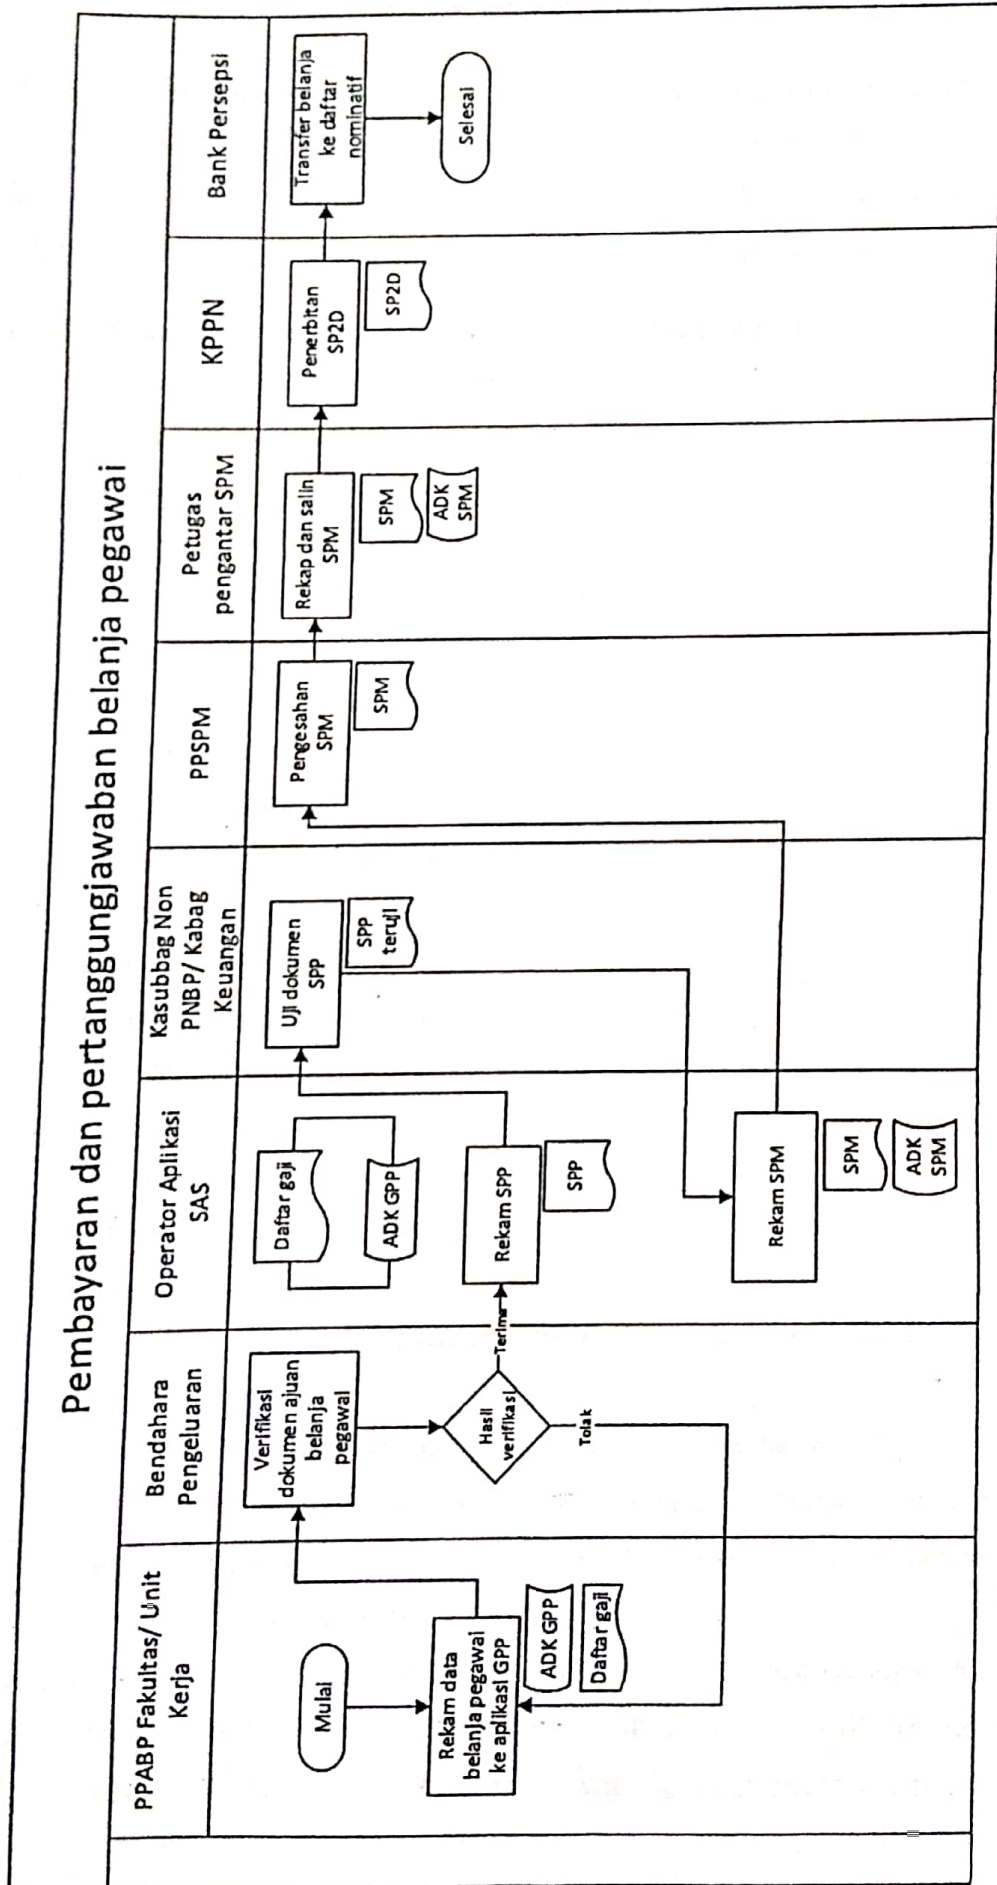 Pembayaran dan pertanggungjawaban belanja pegawai
PPABP Fakultas/ Unit
Kerja
Bendahara
Pengeluaran
Operator Aplikasi
SAS
Kasubbag Non
PNBP/ Kabag
Keuangan
PPSPM
Petugas
pengantar SPM
KPPN
Bank Persepsi
Mulai
Rekam data
belanja pegawai
ke aplikasi GPP
ADK GPP
Daftar gaji
Verifikasi
dokumen ajuan
belanja
pegawai
Hasil
verifikasi
Terima
Tolak
Daftar gaji
ADK GPP
Rekam SPP
SPP
Rekam SPM
SPM
ADK
SPM
Uji dokumen
SPP
SPP
teruji
Pengesahan
SPM
SPM
Rekap dan salin
SPM
SPM
ADK
SPM
Penerbitan
SP2D
SP2D
Transfer belanja
ke daftar
nominatif
Selesai